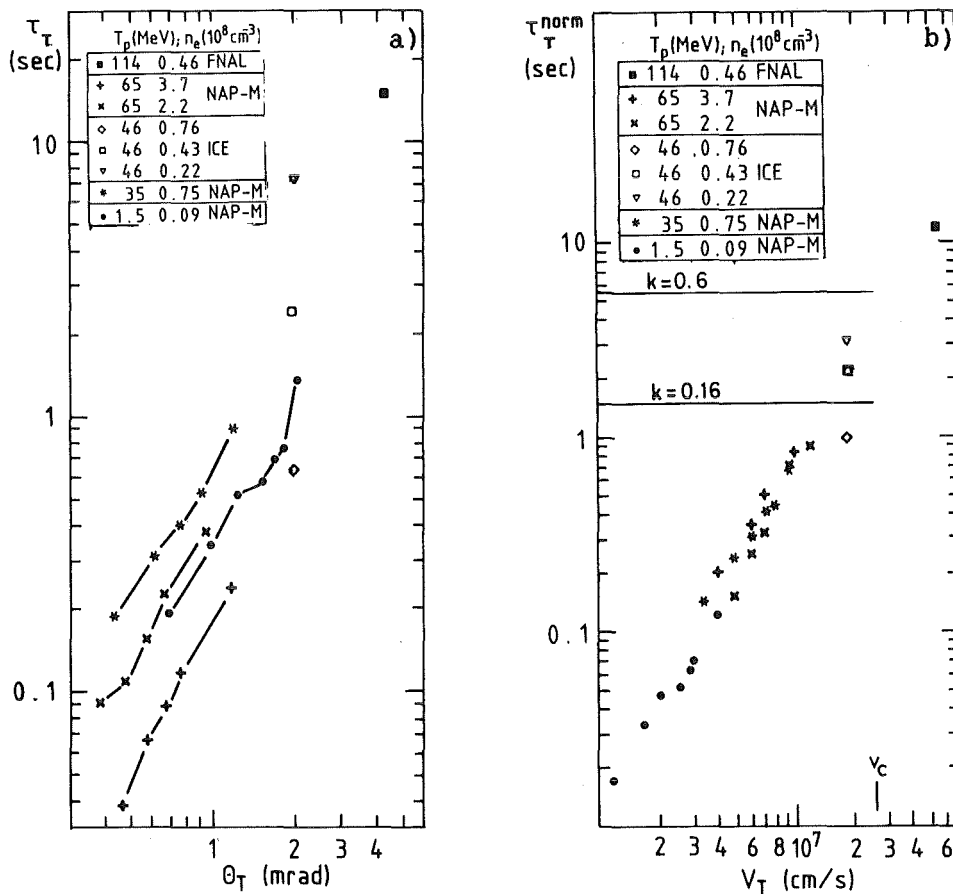 τ_τ
(sec)
a)
T_p(MeV); n_e(10^8 cm^-3)
■ 114 0.46 FNAL
+ 65 3.7 NAP-M
× 65 2.2
◇ 46 0.76
□ 46 0.43 ICE
▽ 46 0.22
* 35 0.75 NAP-M
• 1.5 0.09 NAP-M
10
1
0.1
1 2 3 4
Θ_T (mrad)
τ_τ^norm
(sec)
b)
T_p(MeV); n_e(10^8 cm^-3)
■ 114 0.46 FNAL
+ 65 3.7 NAP-M
× 65 2.2
◇ 46 .0.76
□ 46 0.43 ICE
▽ 46 0.22
* 35 0.75 NAP-M
• 1.5 0.09 NAP-M
10
k=0.6
k=0.16
1
0.1
V_C
2 4 6 8 10^7 2 4 6
V_T (cm/s)